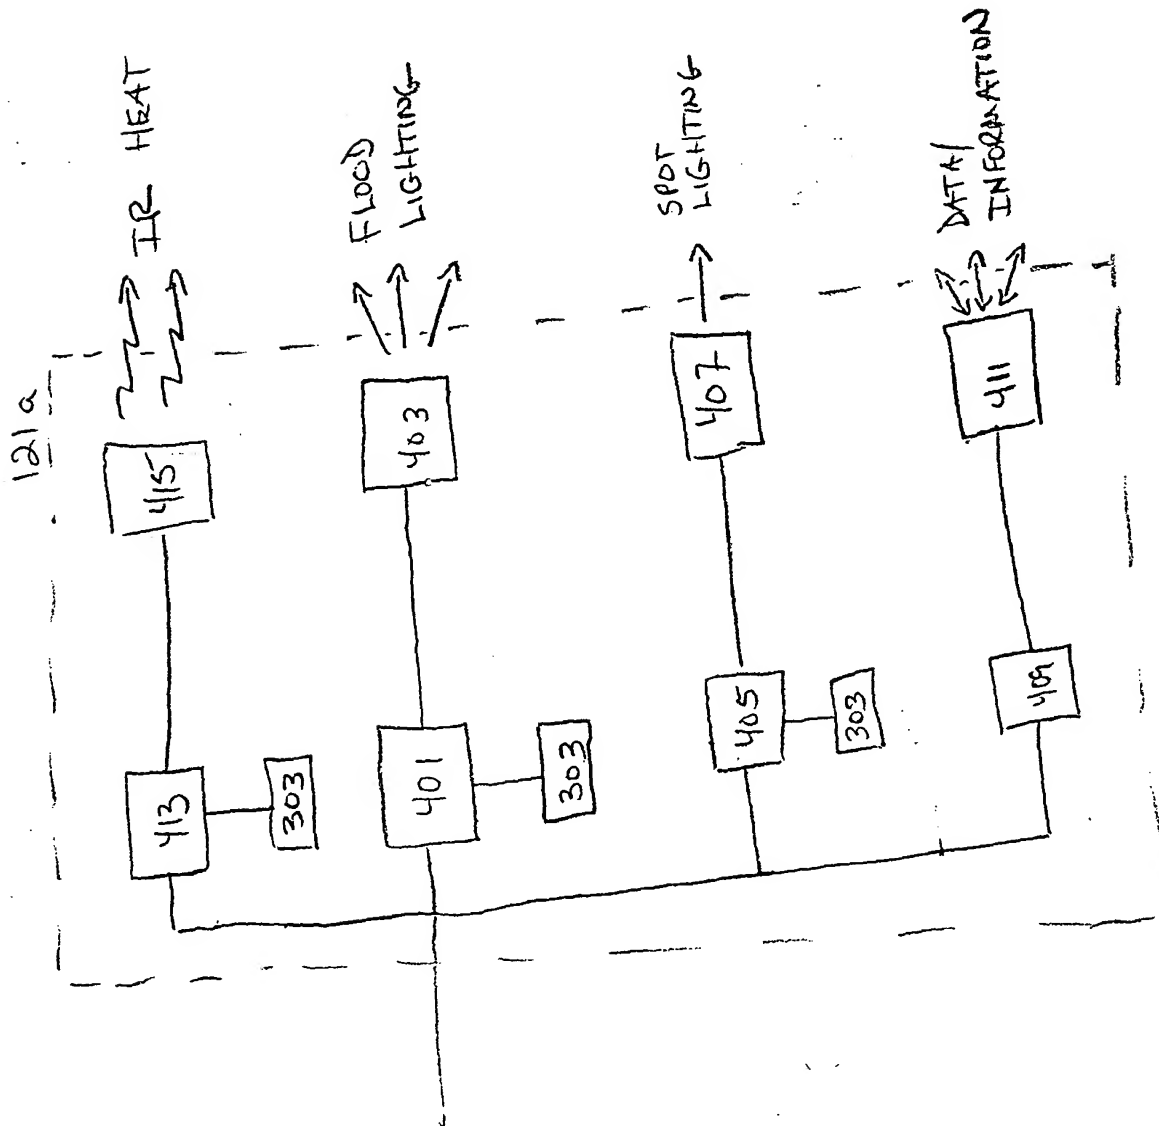 121a
IR HEAT
415
413
303
FLOOD
LIGHTING
403
401
303
SPOT
LIGHTING
407
405
303
DATA/
INFORMATION
411
409